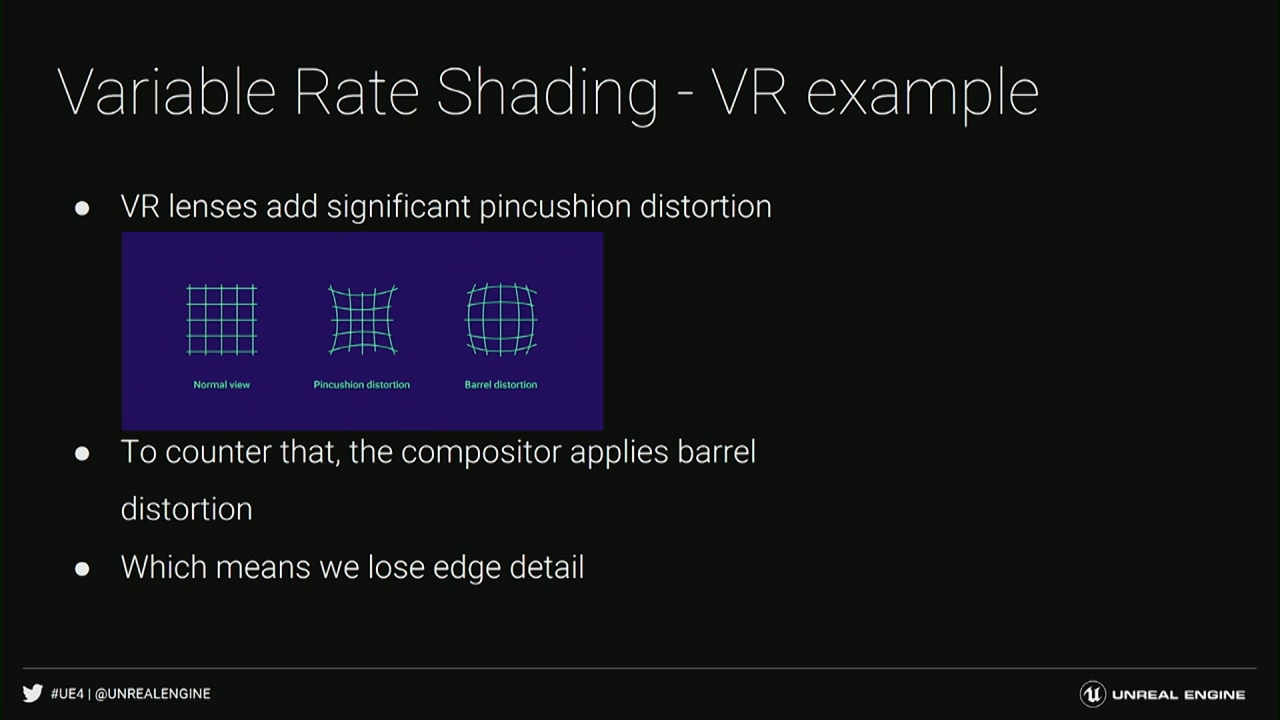 Variable Rate Shading - VR example
● VR lenses add significant pincushion distortion
Normal view
Pincushion distortion
Barrel distortion
● To counter that, the compositor applies barrel
distortion
● Which means we lose edge detail
#UE4 | @UNREALENGINE
UNREAL ENGINE